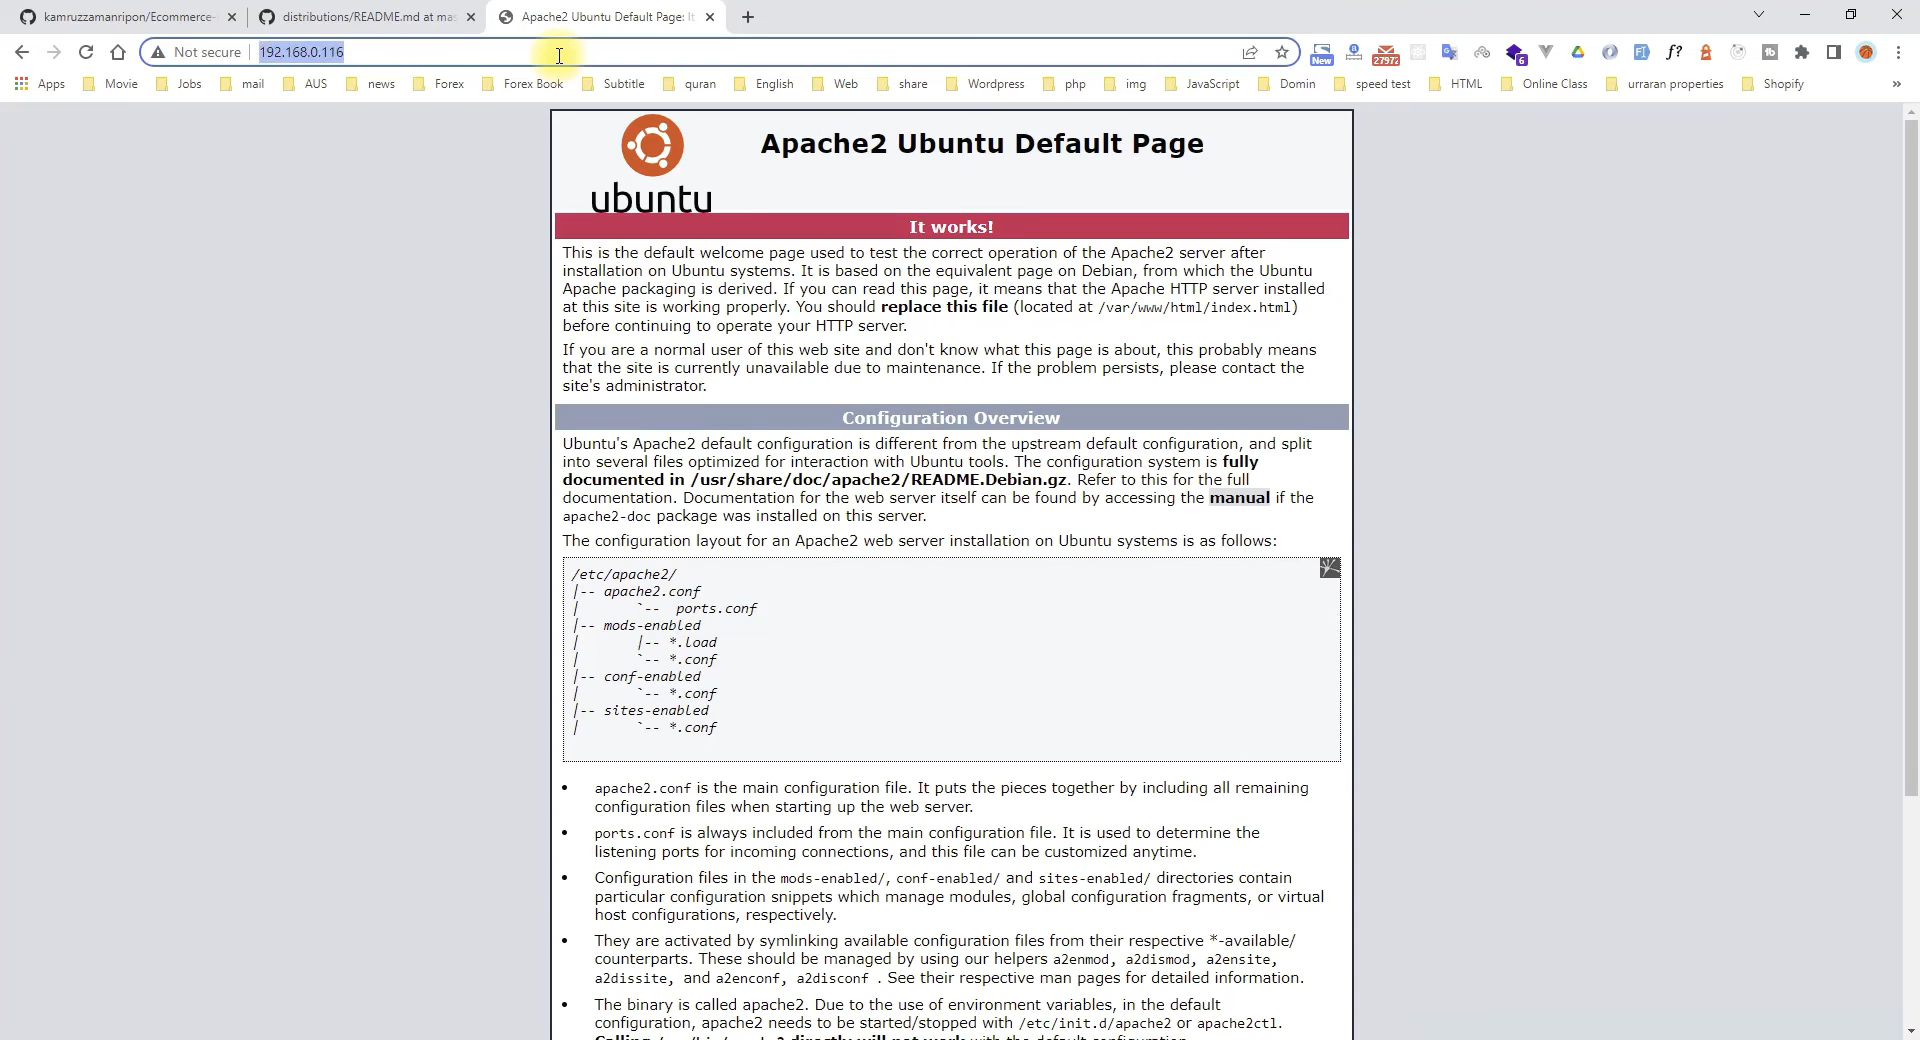 kamruzzamanripon/Ecommerce-
distributions/README.md at mas
Apache2 Ubuntu Default Page: It
Not secure
192.168.0.116
New
27972
6
FI
f?
tb
Apps
Movie
Jobs
mail
AUS
news
Forex
Forex Book
Subtitle
quran
English
Web
share
Wordpress
php
img
JavaScript
Domin
speed test
HTML
Online Class
urraran properties
Shopify
»
ubuntu
Apache2 Ubuntu Default Page
It works!
This is the default welcome page used to test the correct operation of the Apache2 server after
installation on Ubuntu systems. It is based on the equivalent page on Debian, from which the Ubuntu
Apache packaging is derived. If you can read this page, it means that the Apache HTTP server installed
at this site is working properly. You should replace this file (located at /var/www/html/index.html)
before continuing to operate your HTTP server.
If you are a normal user of this web site and don't know what this page is about, this probably means
that the site is currently unavailable due to maintenance. If the problem persists, please contact the
site's administrator.
Configuration Overview
Ubuntu's Apache2 default configuration is different from the upstream default configuration, and split
into several files optimized for interaction with Ubuntu tools. The configuration system is fully
documented in /usr/share/doc/apache2/README.Debian.gz. Refer to this for the full
documentation. Documentation for the web server itself can be found by accessing the manual if the
apache2-doc package was installed on this server.
The configuration layout for an Apache2 web server installation on Ubuntu systems is as follows:
/etc/apache2/
|-- apache2.conf
|       `--  ports.conf
|-- mods-enabled
|       |-- *.load
|       `-- *.conf
|-- conf-enabled
|       `-- *.conf
|-- sites-enabled
|       `-- *.conf
• apache2.conf is the main configuration file. It puts the pieces together by including all remaining
configuration files when starting up the web server.
• ports.conf is always included from the main configuration file. It is used to determine the
listening ports for incoming connections, and this file can be customized anytime.
• Configuration files in the mods-enabled/, conf-enabled/ and sites-enabled/ directories contain
particular configuration snippets which manage modules, global configuration fragments, or virtual
host configurations, respectively.
• They are activated by symlinking available configuration files from their respective *-available/
counterparts. These should be managed by using our helpers a2enmod, a2dismod, a2ensite,
a2dissite, and a2enconf, a2disconf . See their respective man pages for detailed information.
• The binary is called apache2. Due to the use of environment variables, in the default
configuration, apache2 needs to be started/stopped with /etc/init.d/apache2 or apache2ctl.
Calling /usr/bin/apache2 directly will not work with the default configuration.